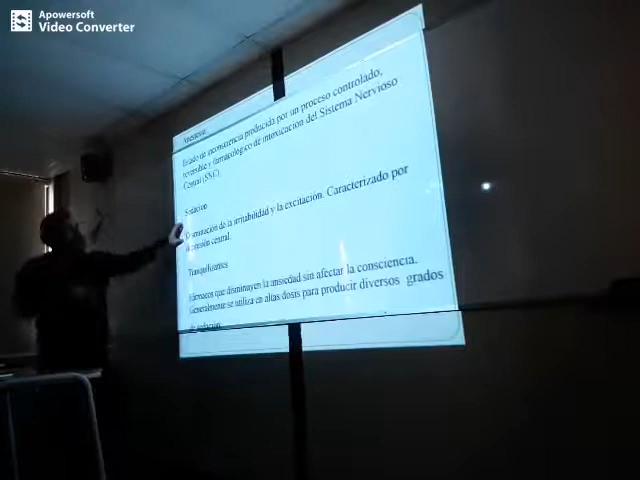 Apowersoft
Video Converter
Anestesia
Estado de inconsciencia producida por un proceso controlado,
reversible y farmacológico de intoxicación del Sistema Nervioso
Central (SNC).
Sedación
Disminución de la irritabilidad y la excitación. Caracterizado por
depresión central.
Tranquilizantes
Fármacos que disminuyen la ansiedad sin afectar la consciencia.
Generalmente se utiliza en altas dosis para producir diversos grados
de sedación